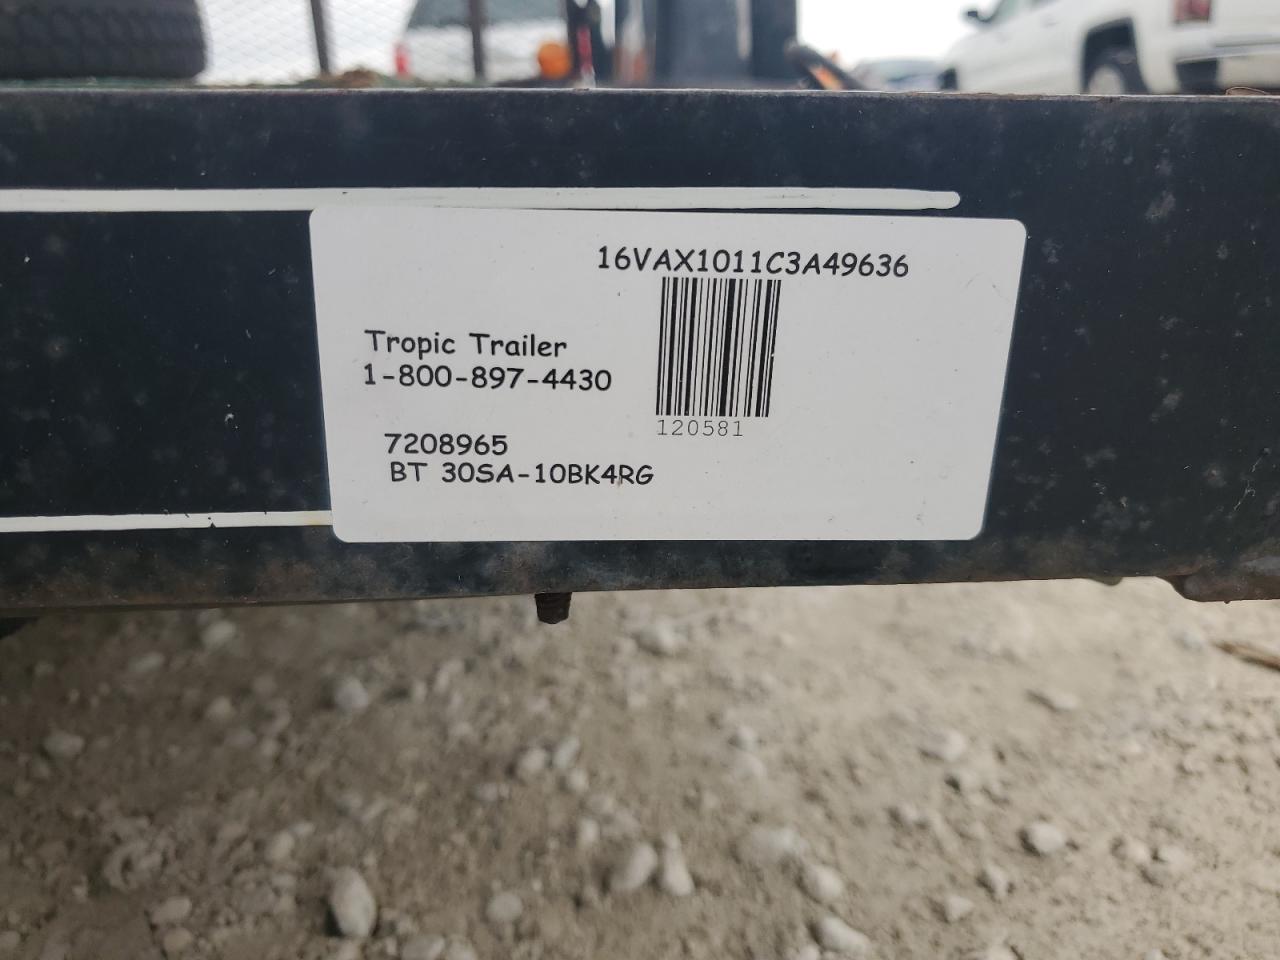 16VAX1011C3A49636
Tropic Trailer
1-800-897-4430
120581
7208965
BT 30SA-10BK4RG